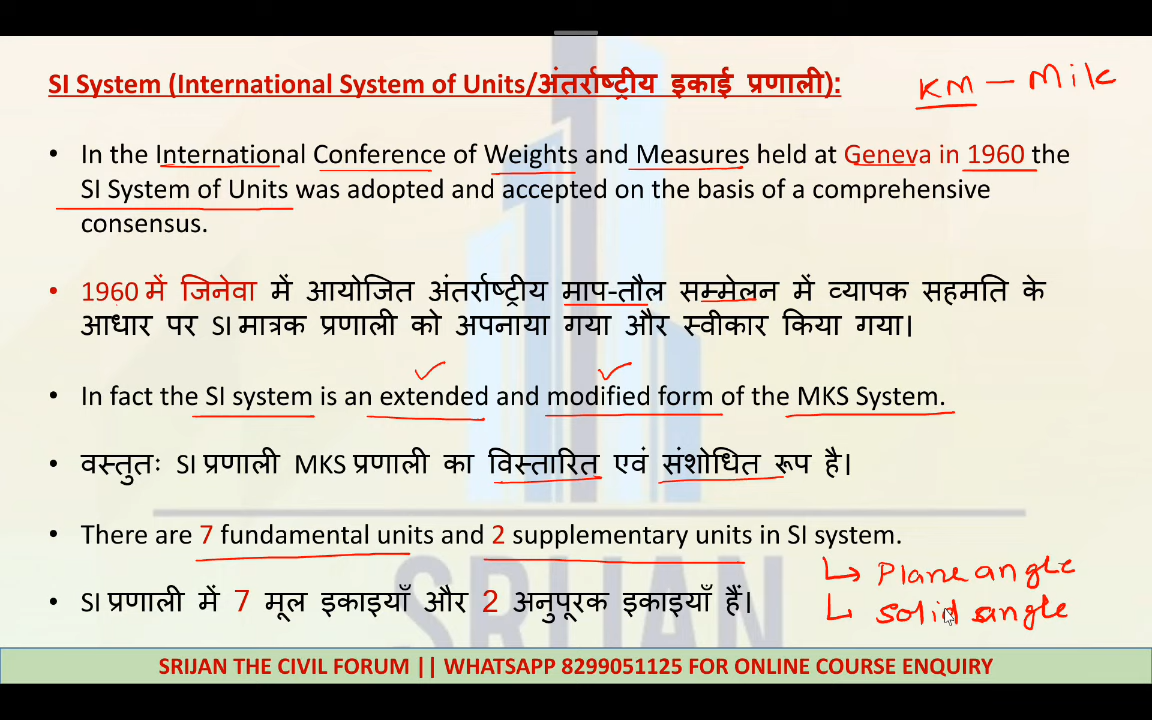 SI System (International System of Units/अंतर्राष्ट्रीय इकाई प्रणाली):
KM — Mile
• In the International Conference of Weights and Measures held at Geneva in 1960 the
SI System of Units was adopted and accepted on the basis of a comprehensive
consensus.
• 1960 में जिनेवा में आयोजित अंतर्राष्ट्रीय माप-तौल सम्मेलन में व्यापक सहमति के
आधार पर SI मात्रक प्रणाली को अपनाया गया और स्वीकार किया गया।
• In fact the SI system is an extended and modified form of the MKS System.
• वस्तुतः SI प्रणाली MKS प्रणाली का विस्तारित एवं संशोधित रूप है।
• There are 7 fundamental units and 2 supplementary units in SI system.
↳ Plane angle
• SI प्रणाली में 7 मूल इकाइयाँ और 2 अनुपूरक इकाइयाँ हैं।
↳ solid angle
SRIJAN
SRIJAN THE CIVIL FORUM || WHATSAPP 8299051125 FOR ONLINE COURSE ENQUIRY